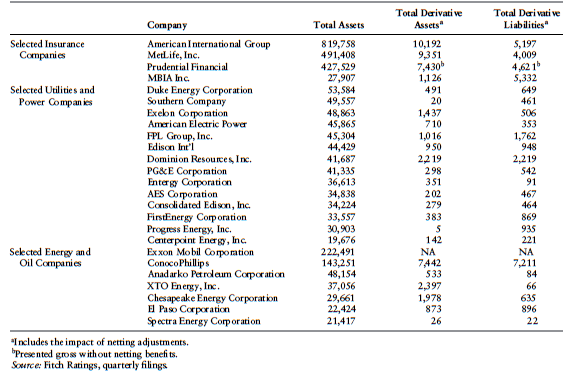 Company Total Assets Total Derivative Assetsa Total Derivative Liabilitiesa
Selected Insurance Companies American International Group 819,758 10,192 5,197
MetLife, Inc. 491,408 9,351 4,009
Prudential Financial 427,529 7,430b 4,621b
MBIA Inc. 27,907 1,126 5,332
Selected Utilities and Power Companies Duke Energy Corporation 53,584 491 649
Southern Company 49,557 20 461
Exelon Corporation 48,863 1,437 506
American Electric Power 45,865 710 353
FPL Group, Inc. 45,304 1,016 1,762
Edison Int'l 44,429 950 948
Dominion Resources, Inc. 41,687 2,219 2,219
PG&E Corporation 41,335 298 542
Entergy Corporation 36,613 351 91
AES Corporation 34,838 202 467
Consolidated Edison, Inc. 34,224 279 464
FirstEnergy Corporation 33,557 383 869
Progress Energy, Inc. 30,903 5 935
Centerpoint Energy, Inc. 19,676 142 221
Selected Energy and Oil Companies Exxon Mobil Corporation 222,491 NA NA
ConocoPhillips 143,251 7,442 7,211
Anadarko Petroleum Corporation 48,154 533 84
XTO Energy, Inc. 37,056 2,397 66
Chesapeake Energy Corporation 29,661 1,978 635
El Paso Corporation 22,424 873 896
Spectra Energy Corporation 21,417 26 22
aIncludes the impact of netting adjustments.
bPresented gross without netting benefits.
Source: Fitch Ratings, quarterly filings.